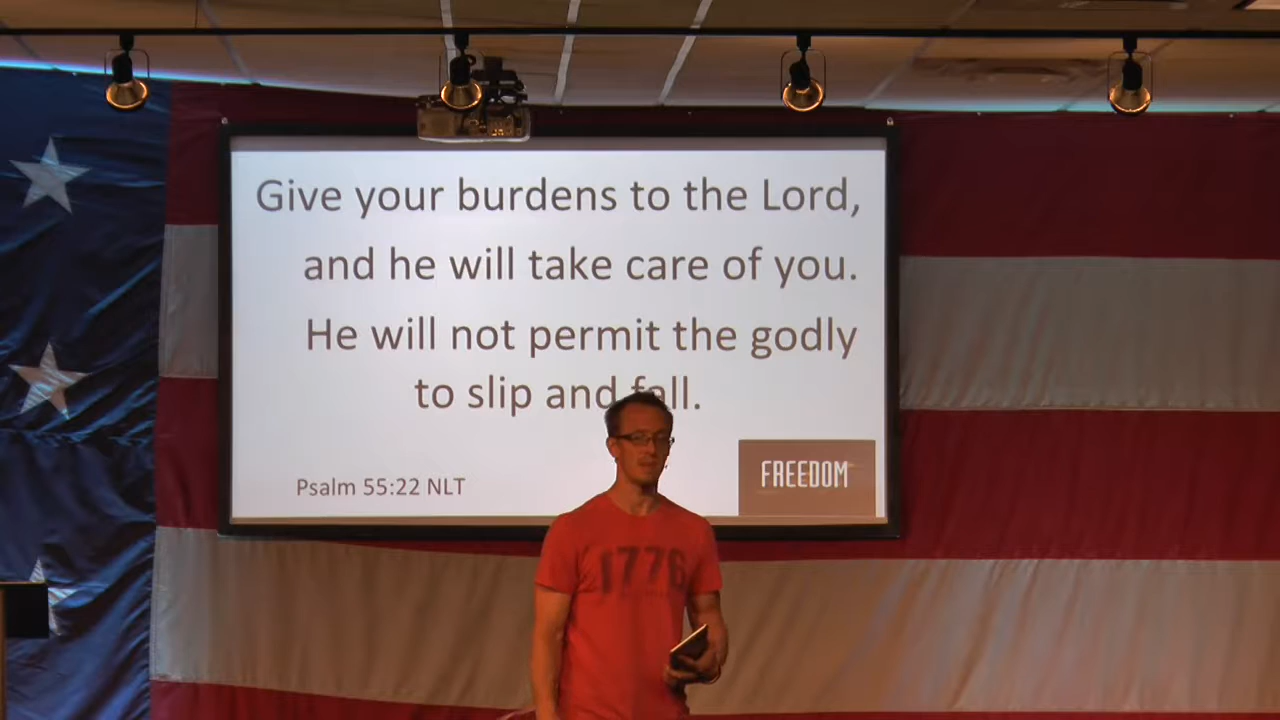 Give your burdens to the Lord,
and he will take care of you.
He will not permit the godly
to slip and fall.
Psalm 55:22 NLT
FREEDOM
1776